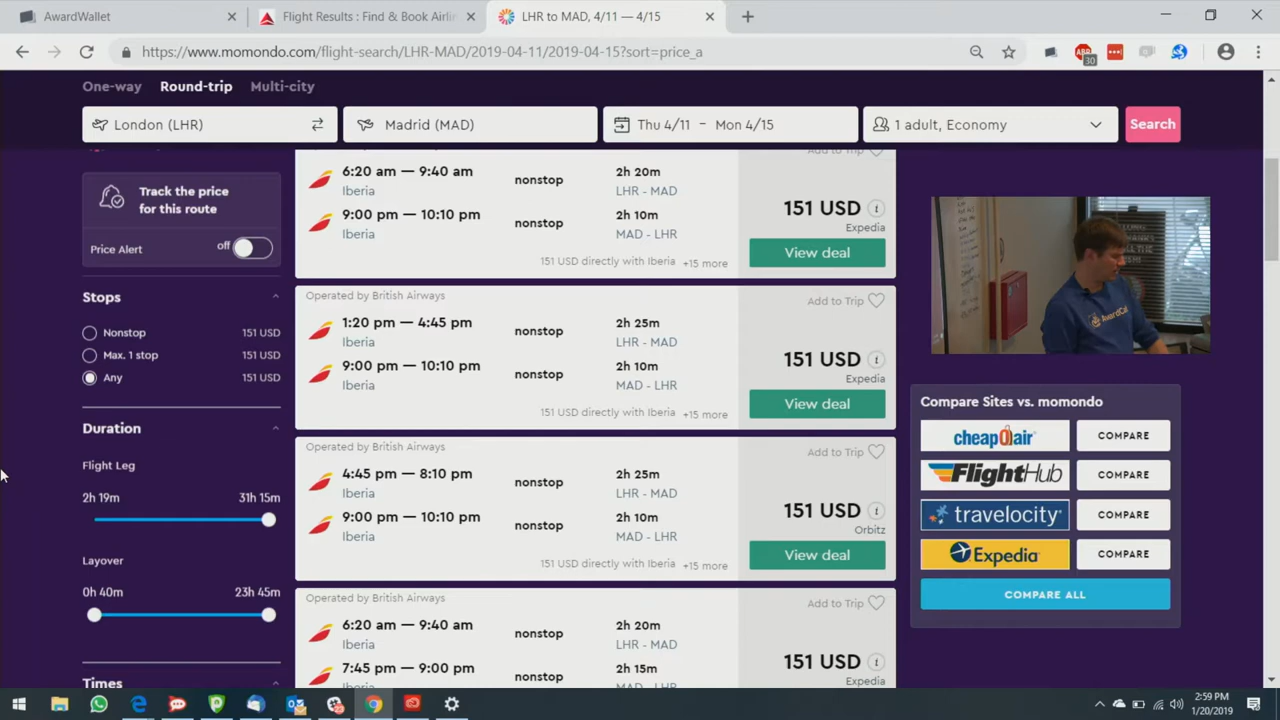 AwardWallet
Flight Results : Find & Book Airlin
LHR to MAD, 4/11 — 4/15
https://www.momondo.com/flight-search/LHR-MAD/2019-04-11/2019-04-15?sort=price_a
30
One-way Round-trip Multi-city
London (LHR) Madrid (MAD) Thu 4/11 – Mon 4/15 1 adult, Economy Search
Track the price
for this route
Price Alert off
Stops
Nonstop 151 USD
Max. 1 stop 151 USD
Any 151 USD
Duration
Flight Leg
2h 19m 31h 15m
Layover
0h 40m 23h 45m
Times
Add to Trip
6:20 am — 9:40 am nonstop 2h 20m
Iberia LHR - MAD
151 USD
9:00 pm — 10:10 pm 2h 10m
Iberia MAD - LHR
Expedia
View deal
151 USD directly with Iberia +15 more
Operated by British Airways Add to Trip
1:20 pm — 4:45 pm nonstop 2h 25m
Iberia LHR - MAD
151 USD
9:00 pm — 10:10 pm nonstop 2h 10m
Iberia MAD - LHR
Expedia
View deal
151 USD directly with Iberia +15 more
Operated by British Airways Add to Trip
4:45 pm — 8:10 pm nonstop 2h 25m
Iberia LHR - MAD
151 USD
9:00 pm — 10:10 pm nonstop 2h 10m
Iberia MAD - LHR
Orbitz
View deal
151 USD directly with Iberia +15 more
Operated by British Airways Add to Trip
6:20 am — 9:40 am nonstop 2h 20m
Iberia LHR - MAD
151 USD
7:45 pm — 9:00 pm nonstop 2h 15m
Iberia MAD - LHR
Expedia
Compare Sites vs. momondo
cheapOair COMPARE
FlightHub COMPARE
travelocity COMPARE
Expedia COMPARE
COMPARE ALL
2:59 PM
1/20/2019